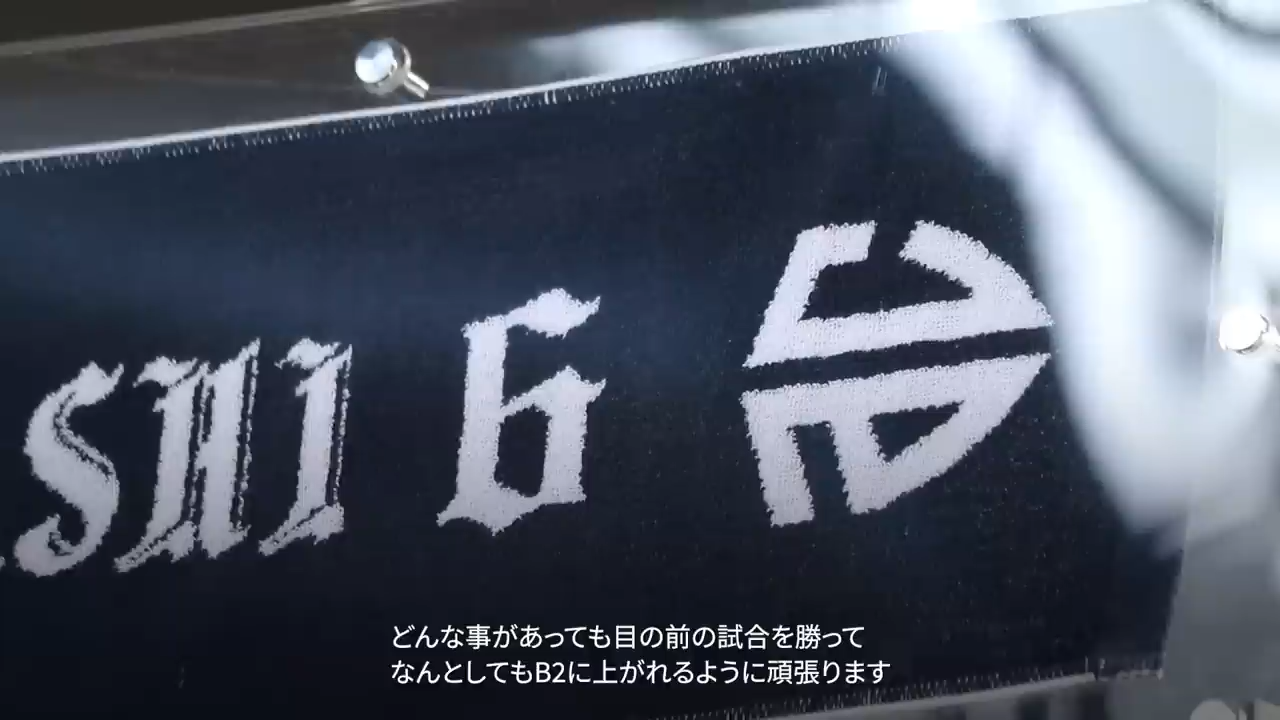 SHI 6
どんな事があっても目の前の試合を勝って
なんとしてもB2に上がれるように頑張ります